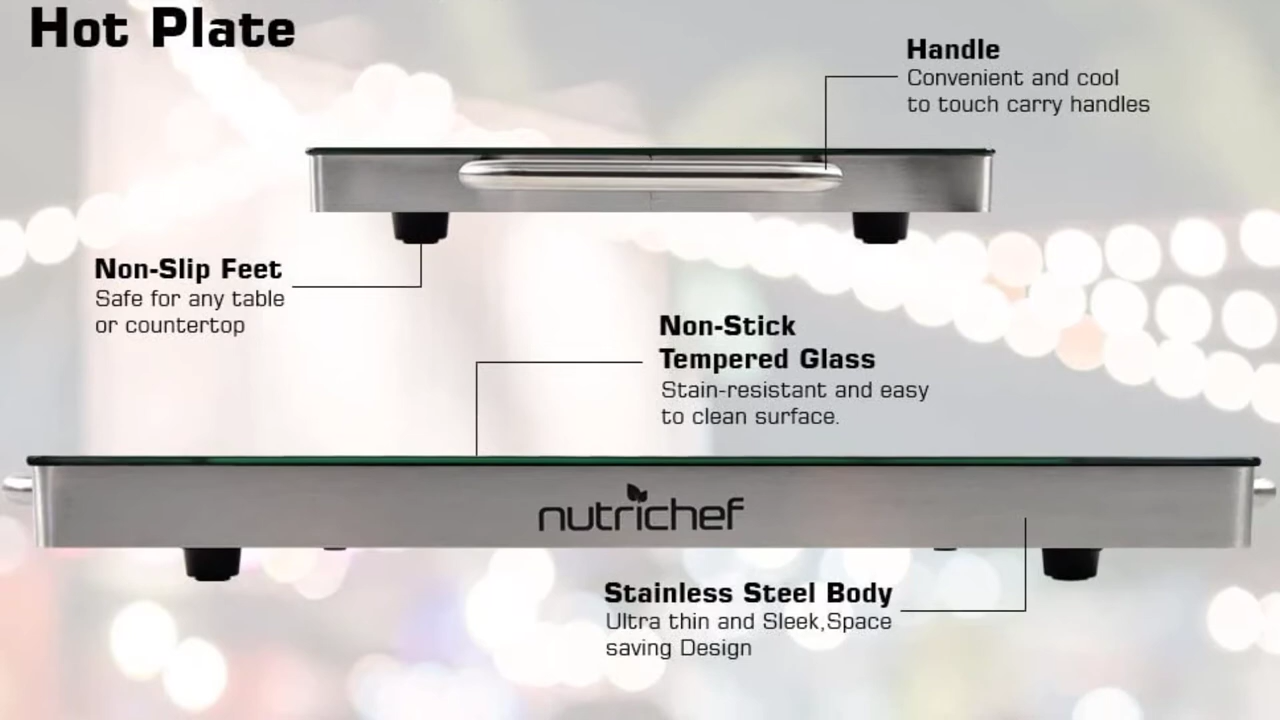 Hot Plate
Handle
Convenient and cool
to touch carry handles
Non-Slip Feet
Safe for any table
or countertop
Non-Stick
Tempered Glass
Stain-resistant and easy
to clean surface.
nutrichef
Stainless Steel Body
Ultra thin and Sleek,Space
saving Design